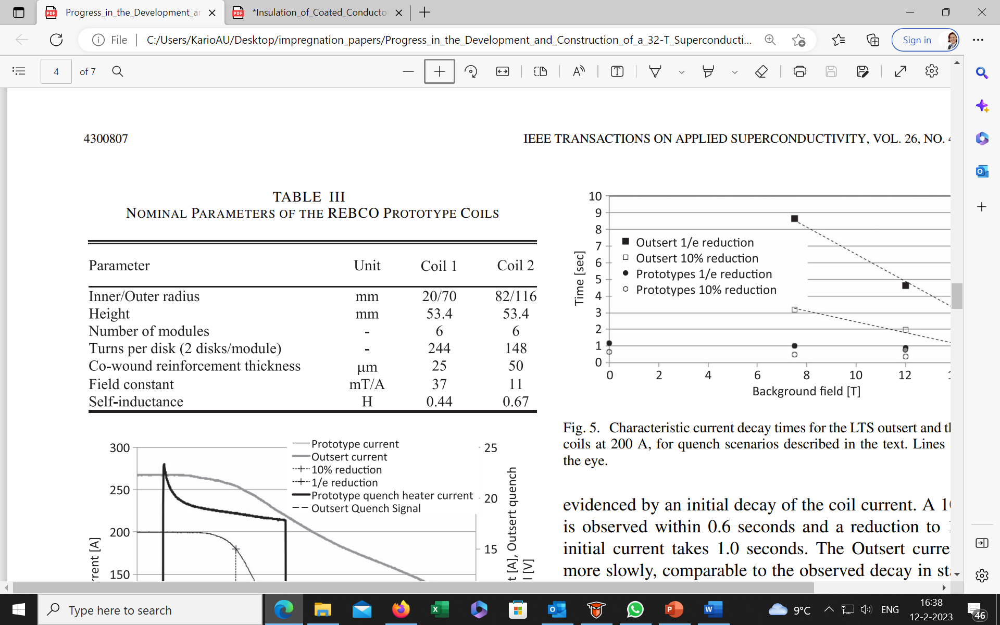 Progress_in_the_Development_ar
*Insulation_of_Coated_Conducto
File
C:/Users/KarioAU/Desktop/impregnation_papers/Progress_in_the_Development_and_Construction_of_a_32-T_Superconducti...
Sign in
4 of 7
4300807
IEEE TRANSACTIONS ON APPLIED SUPERCONDUCTIVITY, VOL. 26, NO.
TABLE III
NOMINAL PARAMETERS OF THE REBCO PROTOTYPE COILS
Parameter Unit Coil 1 Coil 2
Inner/Outer radius mm 20/70 82/116
Height mm 53.4 53.4
Number of modules - 6 6
Turns per disk (2 disks/module) - 244 148
Co-wound reinforcement thickness μm 25 50
Field constant mT/A 37 11
Self-inductance H 0.44 0.67
300
250
200
150
rrent [A]
Prototype current
Outsert current
10% reduction
1/e reduction
Prototype quench heater current
Outsert Quench Signal
25
20
15
t [A], Outsert quench
l [V]
10
9
8
7
6
5
4
3
2
1
0
Time [sec]
Outsert 1/e reduction
Outsert 10% reduction
Prototypes 1/e reduction
Prototypes 10% reduction
0 2 4 6 8 10 12
Background field [T]
Fig. 5. Characteristic current decay times for the LTS outsert and
coils at 200 A, for quench scenarios described in the text. Lines
the eye.
evidenced by an initial decay of the coil current. A
is observed within 0.6 seconds and a reduction to
initial current takes 1.0 seconds. The Outsert curre
more slowly, comparable to the observed decay in
Type here to search
9°C
ENG
16:38
12-2-2023
46